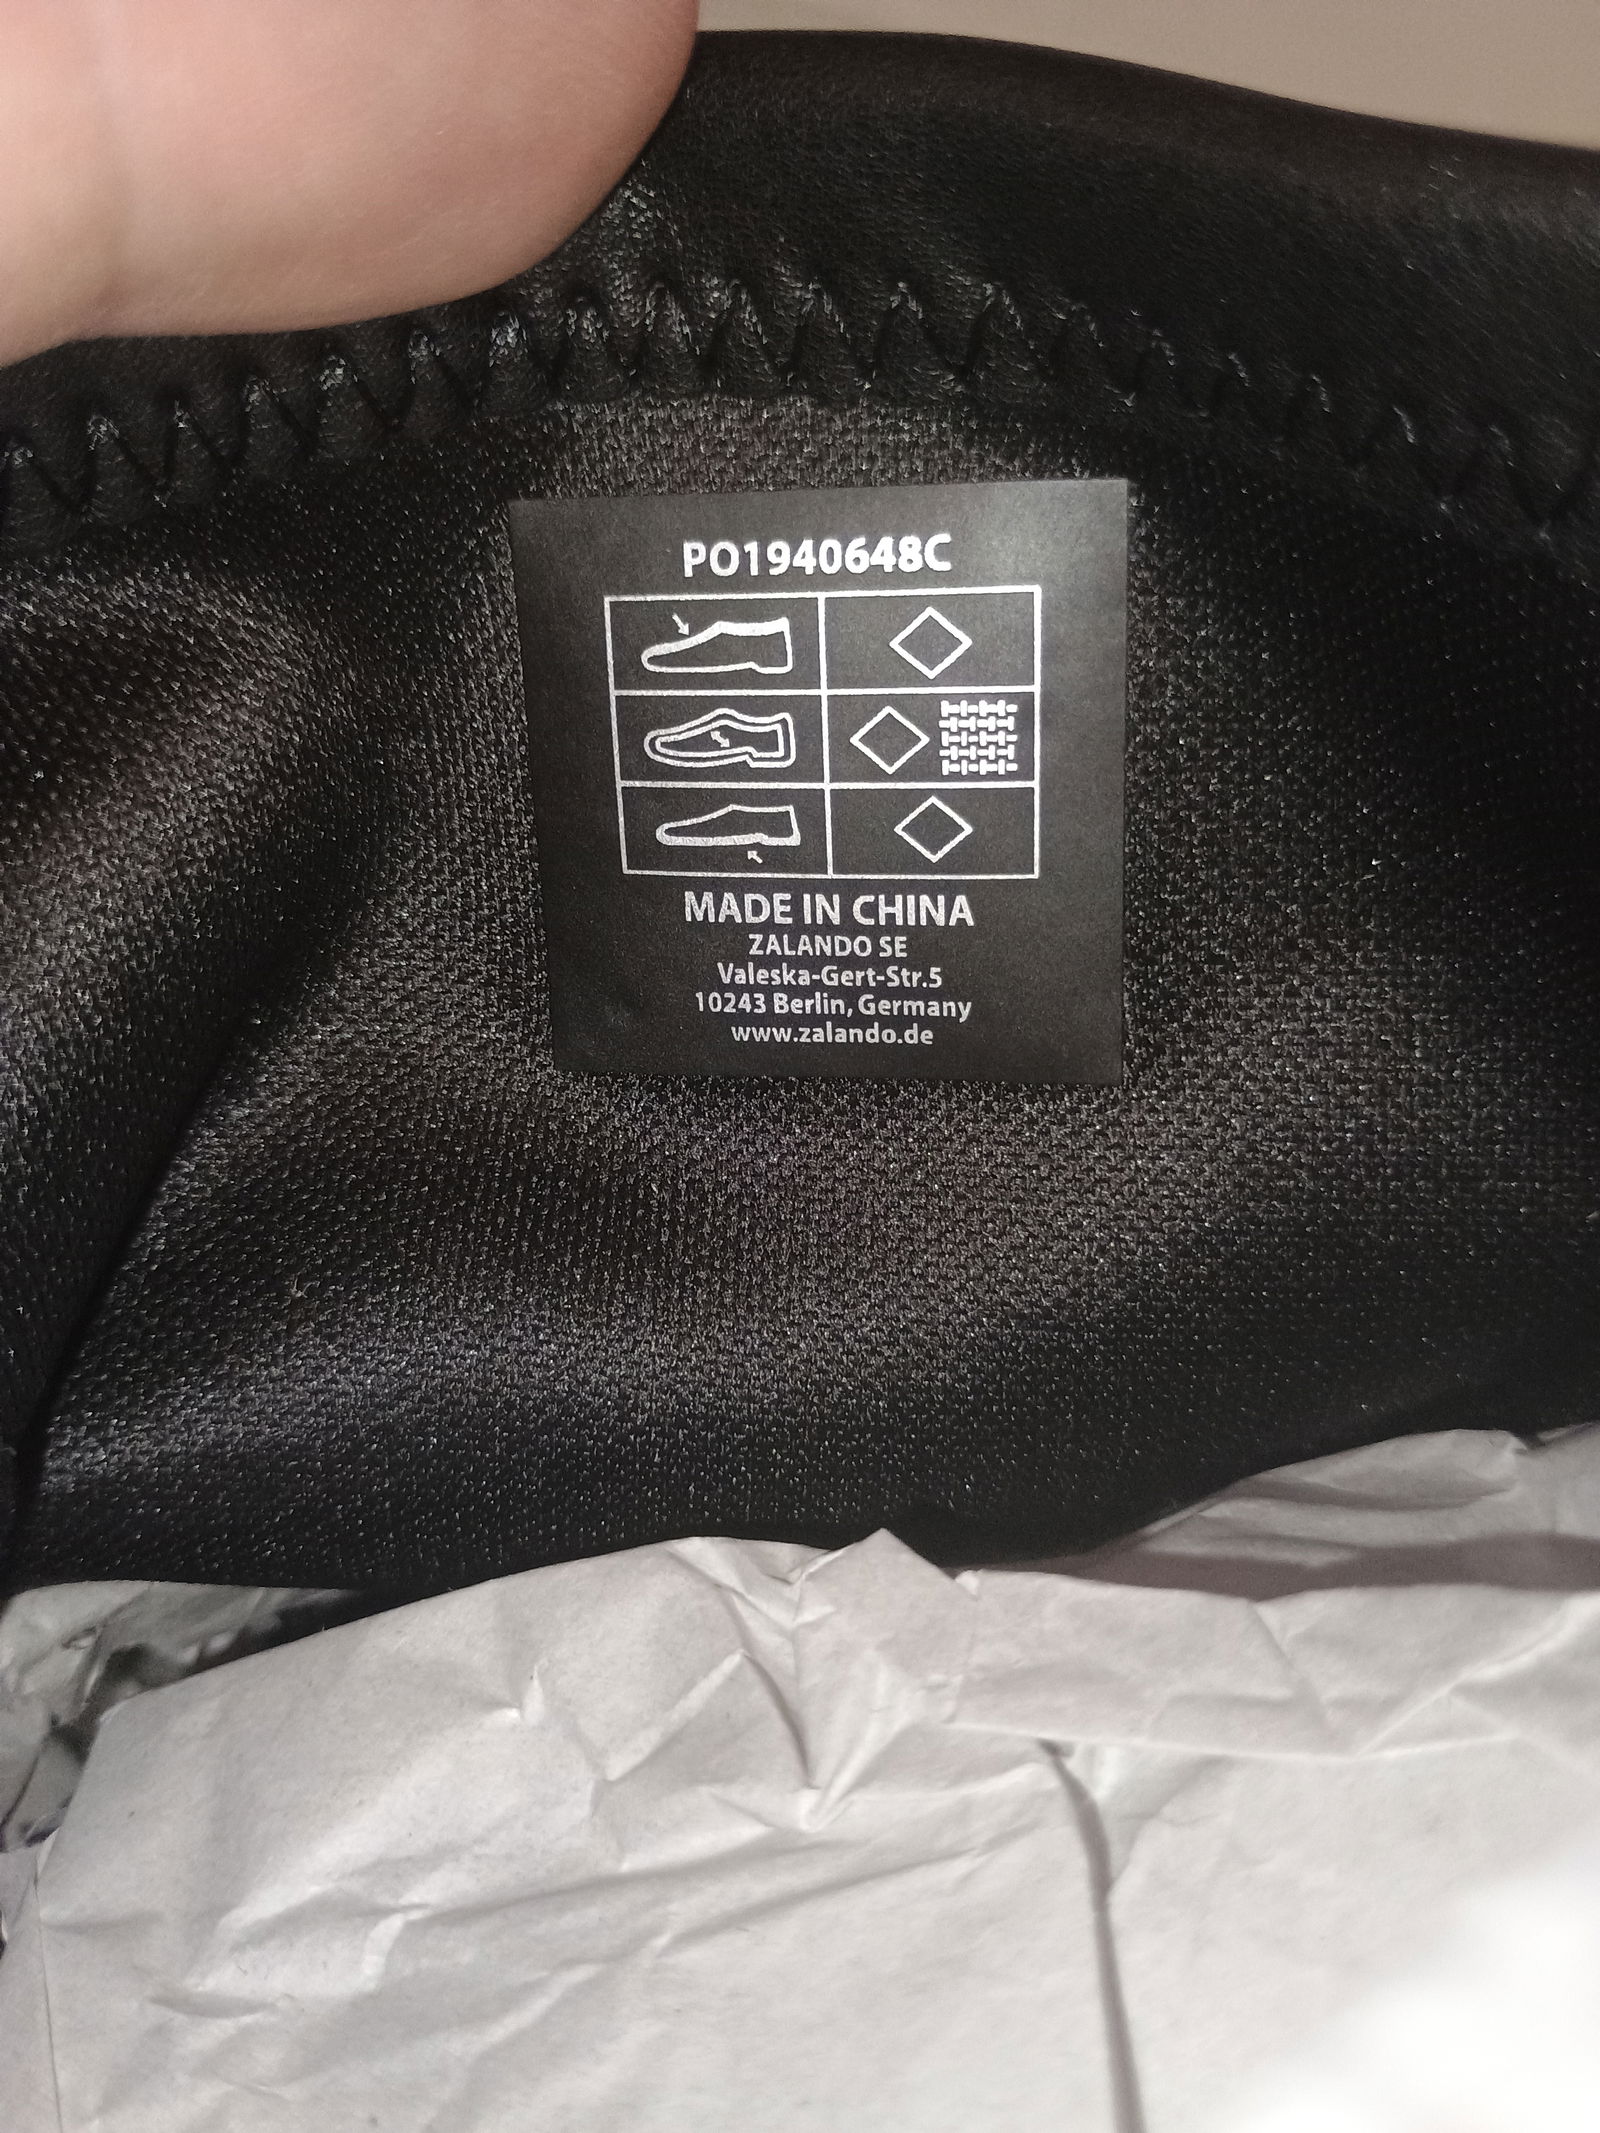 PO1940648C
MADE IN CHINA
ZALANDO SE
Valeska-Gert-Str.5
10243 Berlin, Germany
www.zalando.de